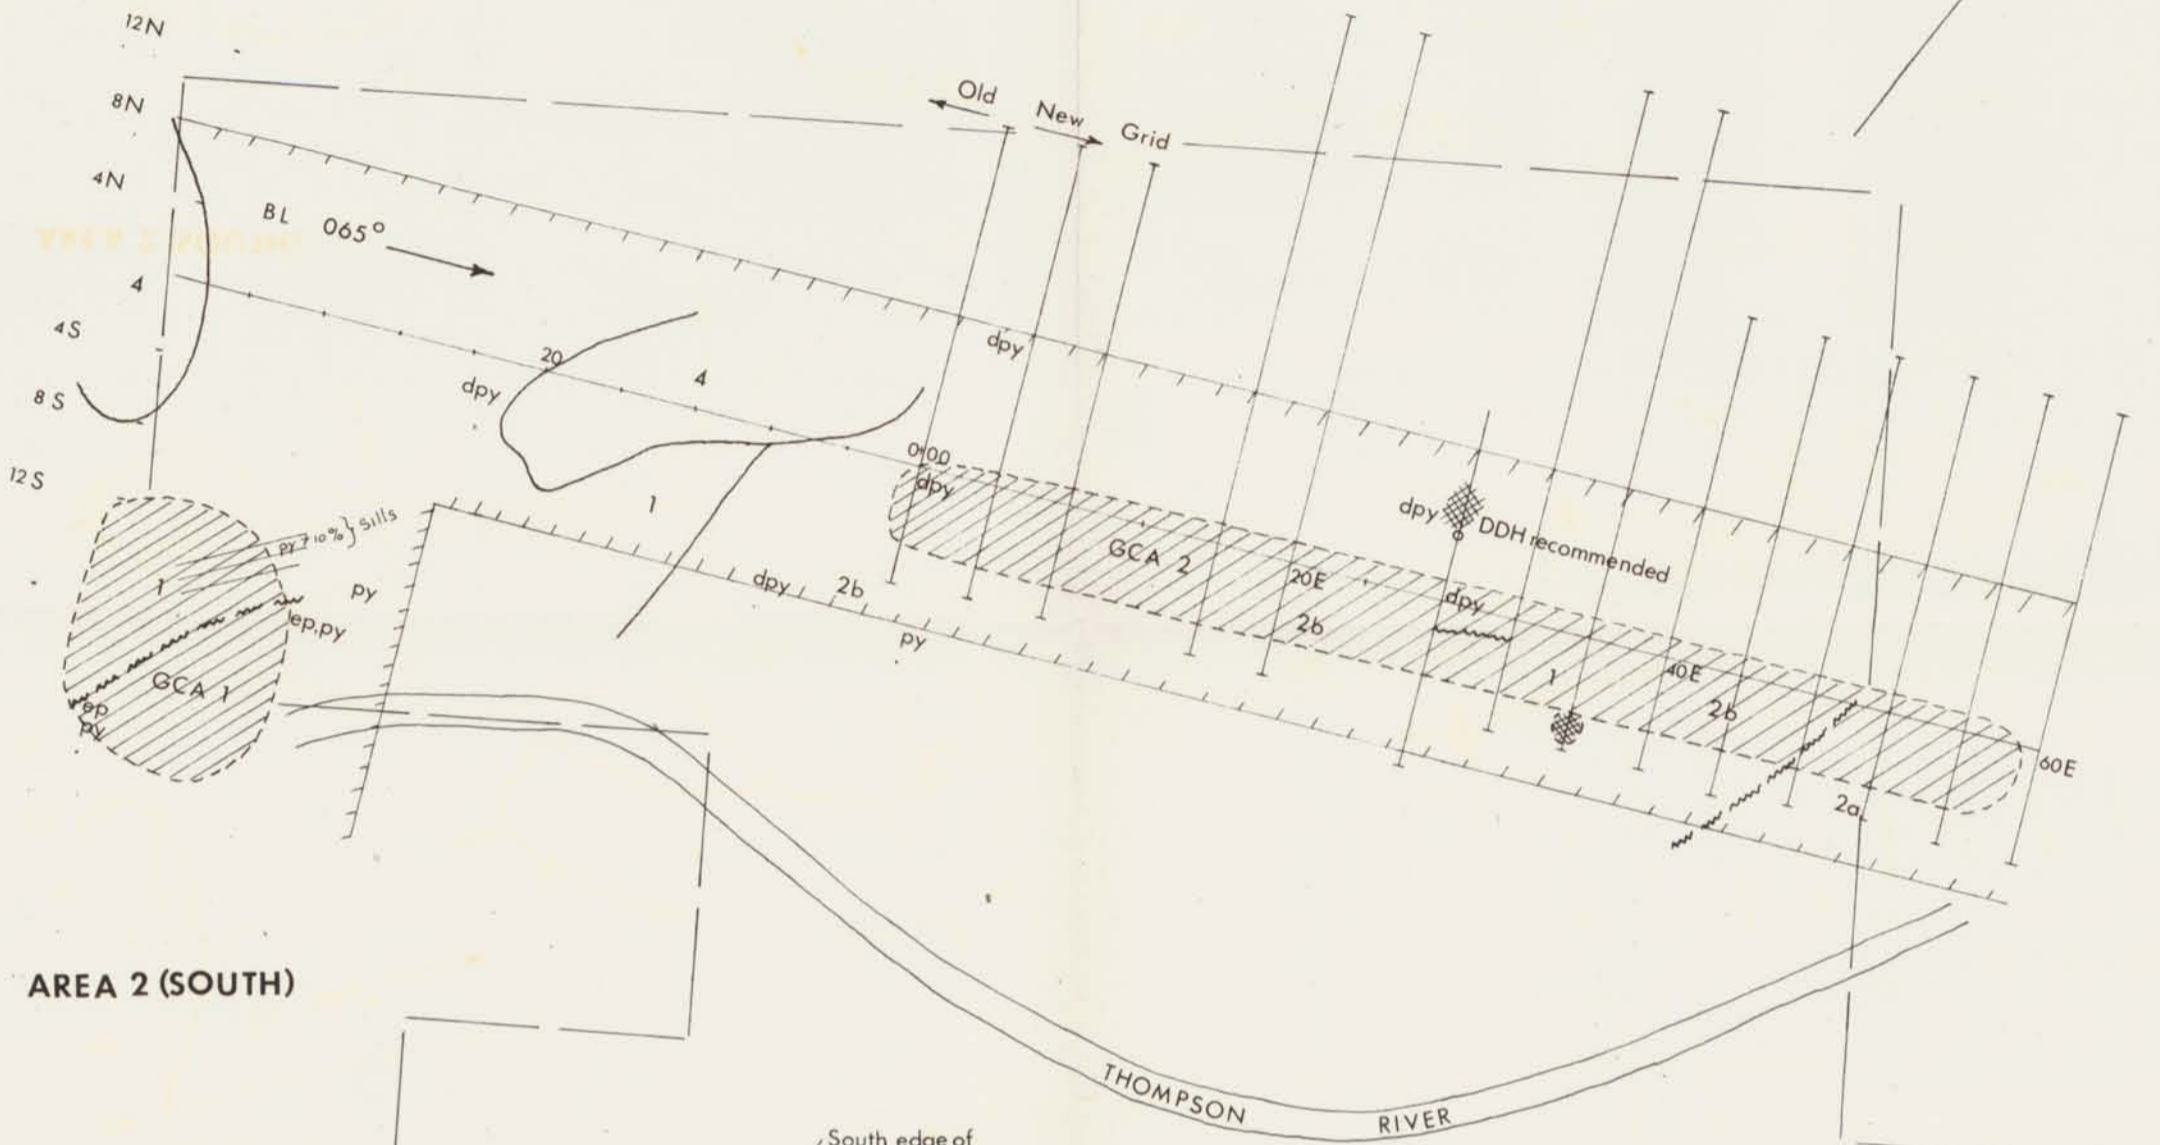 12N
8N
4N
BL 065°
4
4S
8S
12S
Old New Grid
20
dpy
4
dpy
0+00
dpy
1
py > 10% } sills
1
py
ep, py
GCA 1
ep
py
dpy
2b
py
GCA 2
20E
2b
dpy
DDH recommended
dpy
1
40E
2b
60E
2a
AREA 2 (SOUTH)
THOMPSON RIVER
South edge of